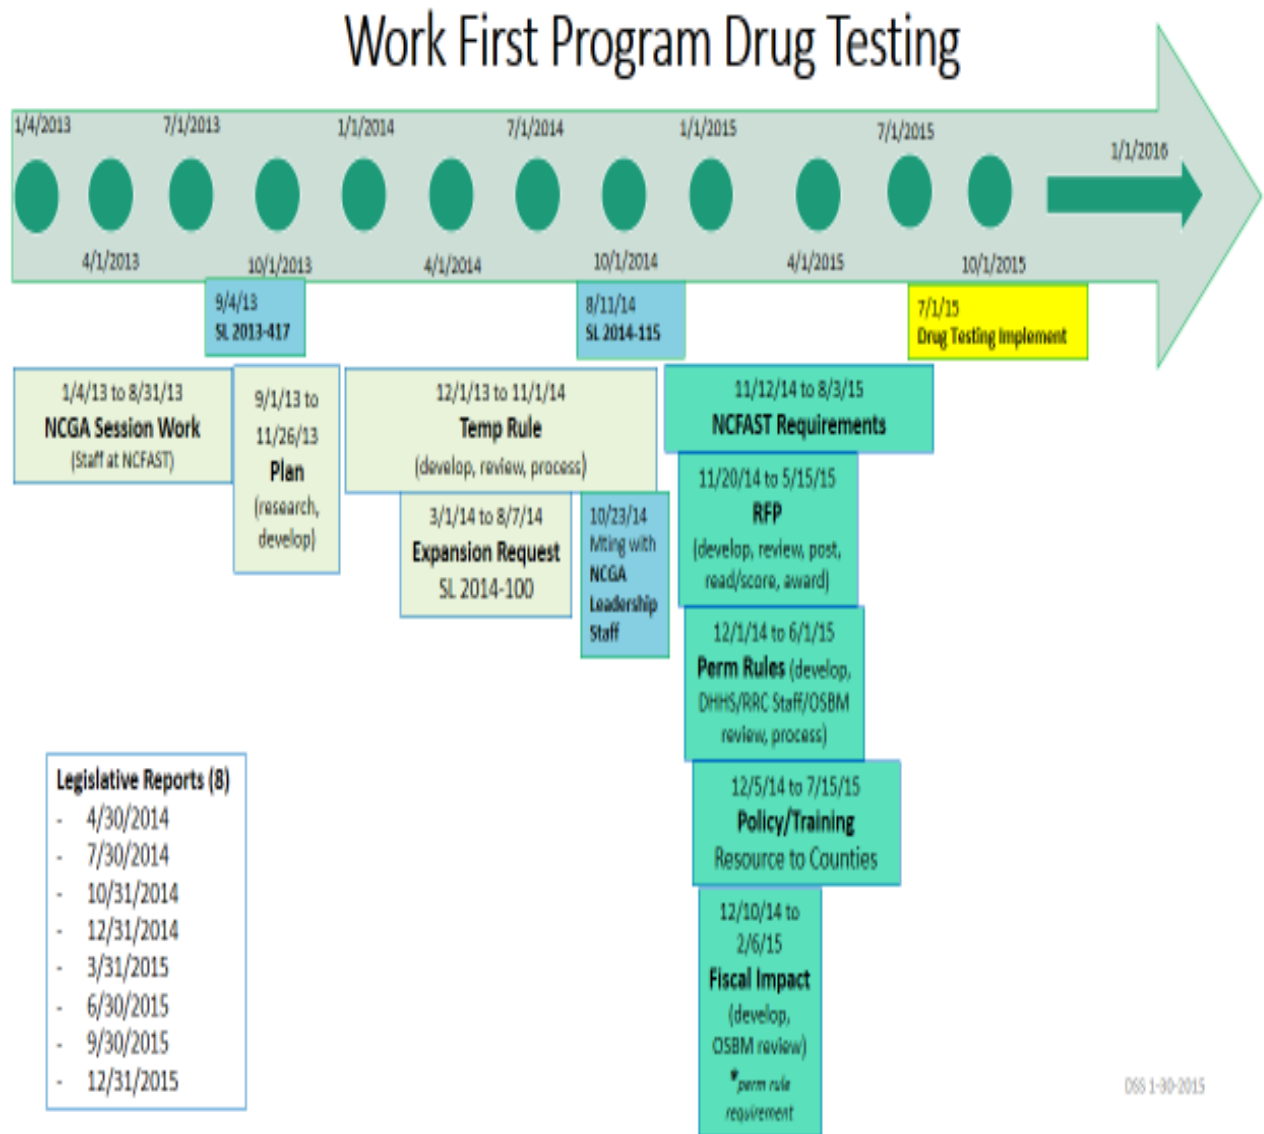 Work First Program Drug Testing
1/4/2013
7/1/2013
1/1/2014
7/1/2014
1/1/2015
7/1/2015
1/1/2016
4/1/2013
10/1/2013
4/1/2014
10/1/2014
4/1/2015
10/1/2015
9/4/13
SL 2013-417
8/11/14
SL 2014-115
7/1/15
Drug Testing Implement
1/4/13 to 8/31/13
NCGA Session Work
(Staff at NCFAST)
9/1/13 to
11/26/13
Plan
(research,
develop)
12/1/13 to 11/1/14
Temp Rule
(develop, review, process)
3/1/14 to 8/7/14
Expansion Request
SL 2014-100
10/23/14
Mting with
NCGA
Leadership
Staff
11/12/14 to 8/3/15
NCFAST Requirements
11/20/14 to 5/15/15
RFP
(develop, review, post,
read/score, award)
12/1/14 to 6/1/15
Perm Rules (develop,
DHHS/RRC Staff/OSBM
review, process)
12/5/14 to 7/15/15
Policy/Training
Resource to Counties
12/10/14 to
2/6/15
Fiscal Impact
(develop,
OSBM review)
*perm rule
requirement
Legislative Reports (8)
- 4/30/2014
- 7/30/2014
- 10/31/2014
- 12/31/2014
- 3/31/2015
- 6/30/2015
- 9/30/2015
- 12/31/2015
DSS 1-30-2015